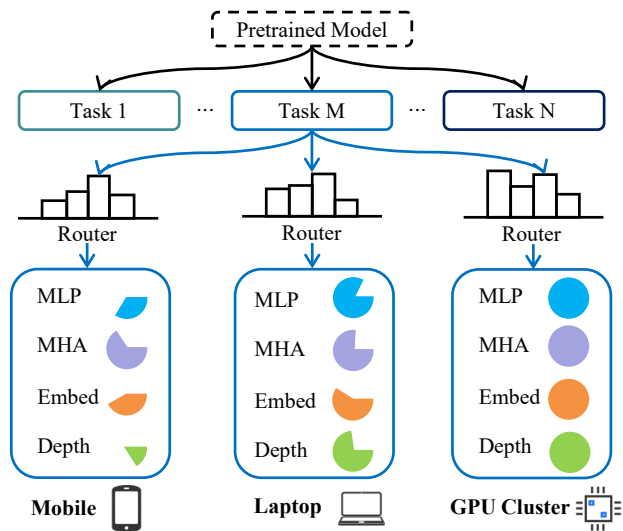 Pretrained Model
Task 1 ... Task M ... Task N
Router Router Router
MLP MLP MLP
MHA MHA MHA
Embed Embed Embed
Depth Depth Depth
Mobile Laptop GPU Cluster